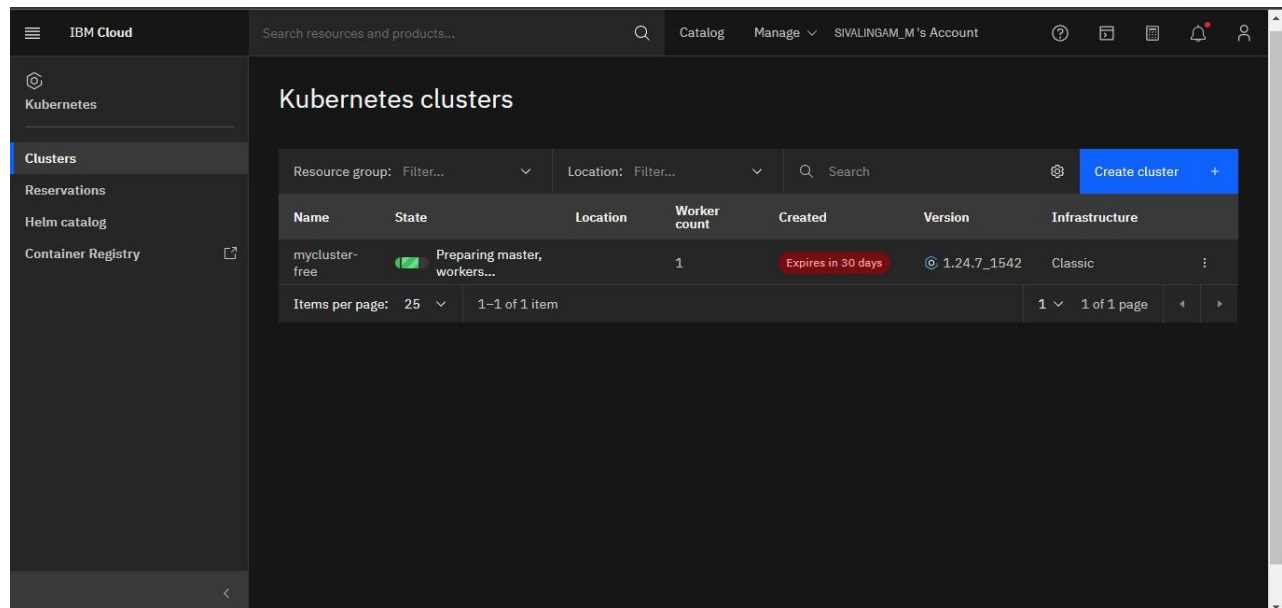 IBM Cloud
Search resources and products...
Catalog
Manage
SIVALINGAM_M's Account
Kubernetes
Clusters
Reservations
Helm catalog
Container Registry
Kubernetes clusters
Resource group: Filter...
Location: Filter...
Search
Create cluster +
Name State Location Worker count Created Version Infrastructure
mycluster-free Preparing master, workers... 1 Expires in 30 days 1.24.7_1542 Classic
Items per page: 25 1–1 of 1 item 1 1 of 1 page